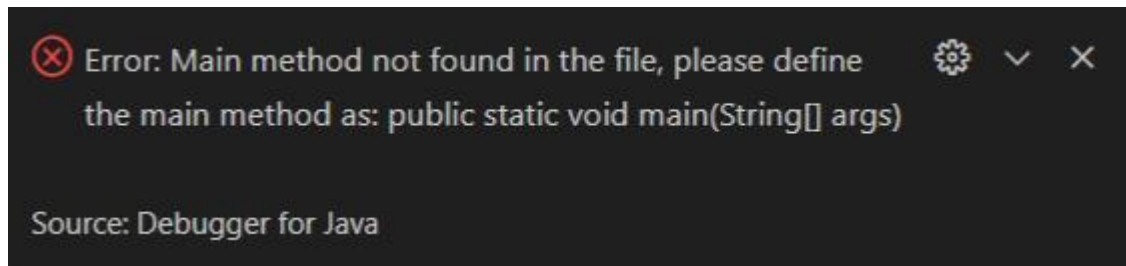 Error: Main method not found in the file, please define
the main method as: public static void main(String[] args)
Source: Debugger for Java